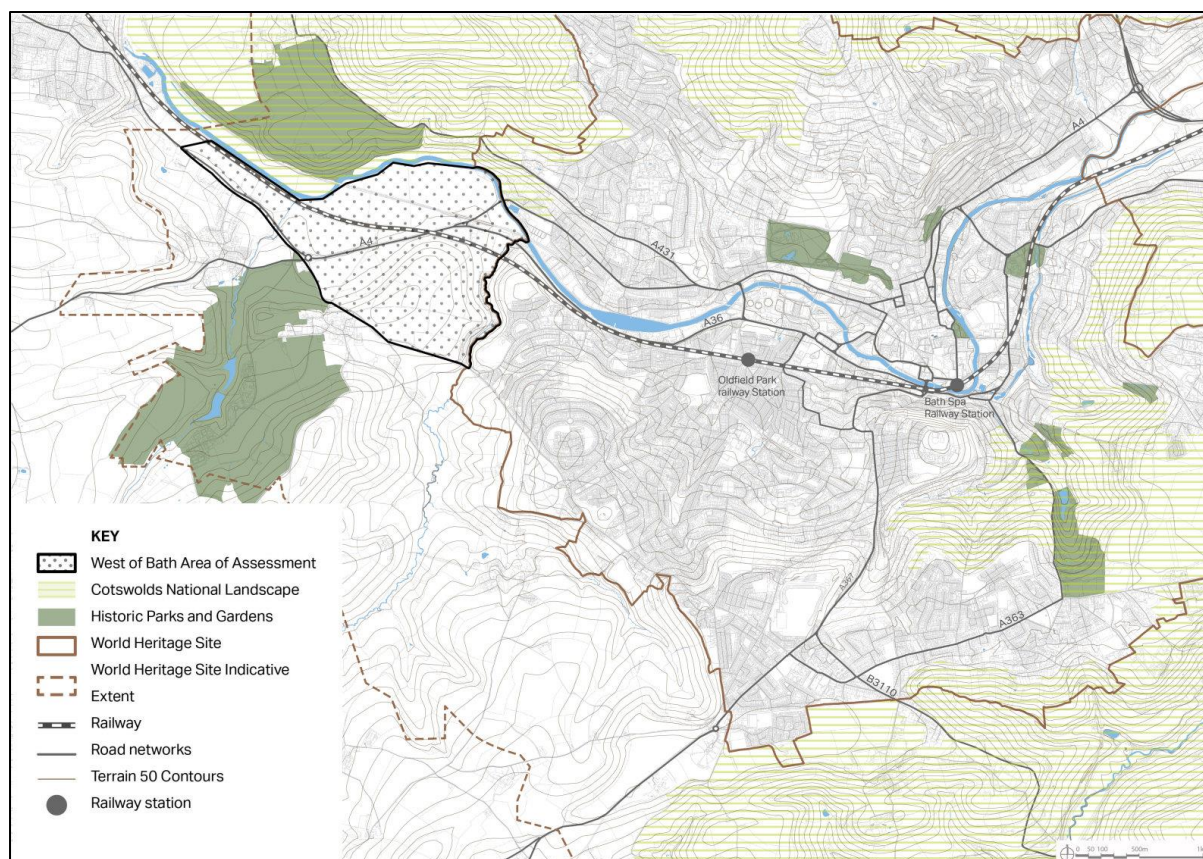 A4
A4
A431
A36
Oldfield Park
railway Station
Bath Spa
Railway Station
A367
A363
B3110
KEY
West of Bath Area of Assessment
Cotswolds National Landscape
Historic Parks and Gardens
World Heritage Site
World Heritage Site Indicative
Extent
Railway
Road networks
Terrain 50 Contours
Railway station
0 50 100 500m